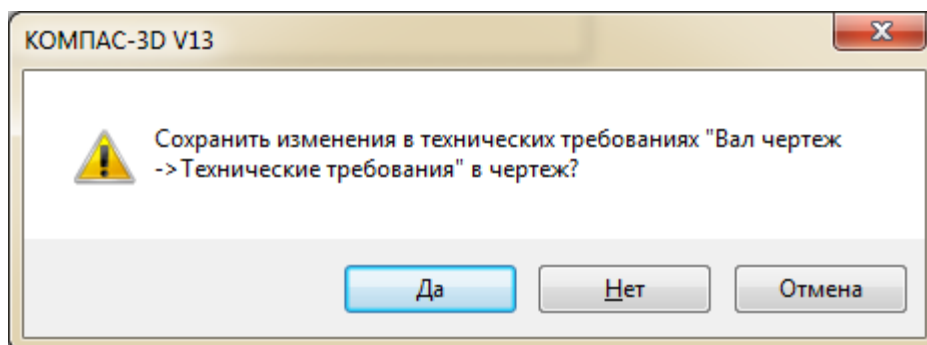 КОМПАС-3D V13
Сохранить изменения в технических требованиях "Вал чертеж
->Технические требования" в чертеж?
Да
Нет
Отмена